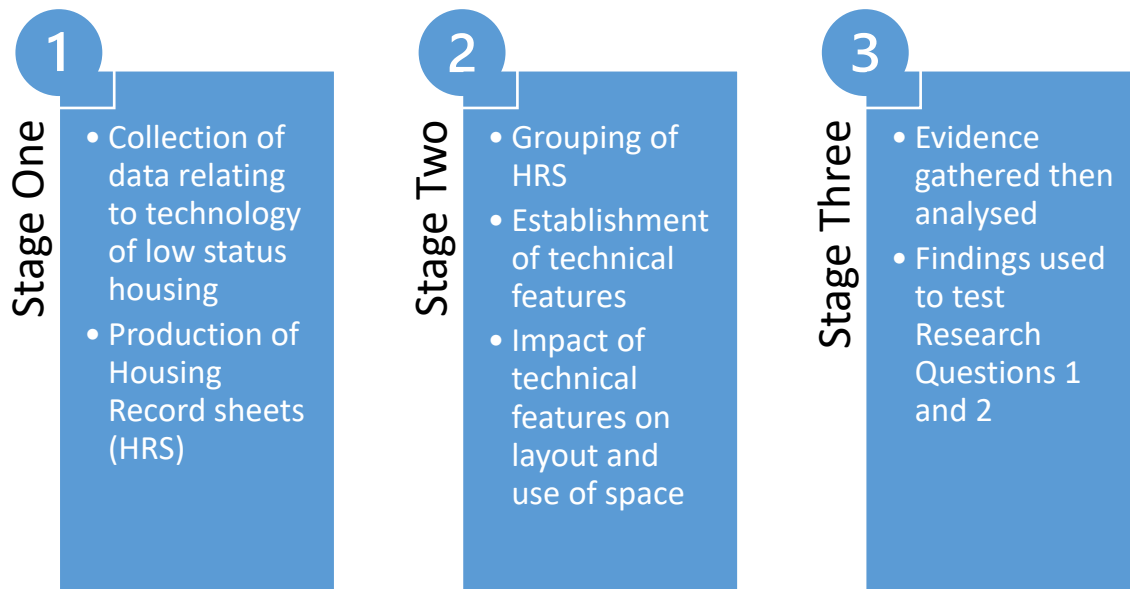 1
Stage One
• Collection of
data relating
to technology
of low status
housing
• Production of
Housing
Record sheets
(HRS)
2
Stage Two
• Grouping of
HRS
• Establishment
of technical
features
• Impact of
technical
features on
layout and
use of space
3
Stage Three
• Evidence
gathered then
analysed
• Findings used
to test
Research
Questions 1
and 2